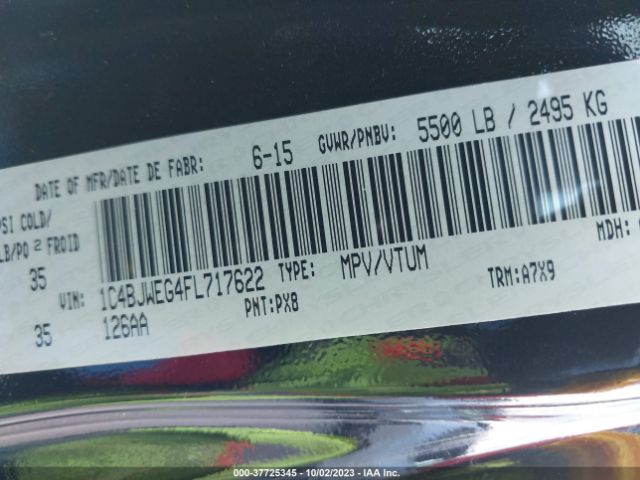 DATE OF MFR/DATE DE FABR: 6-15 GVWR/PNBV: 5500 LB / 2495 KG
PSI COLD/
LB/PO 2 FROID
35
35
VIN: 1C4BJWEG4FL717622 TYPE: MPV/VTUM MDH:
126AA PNT:PX8 TRM:A7X9
000-37725345 - 10/02/2023 - IAA Inc.